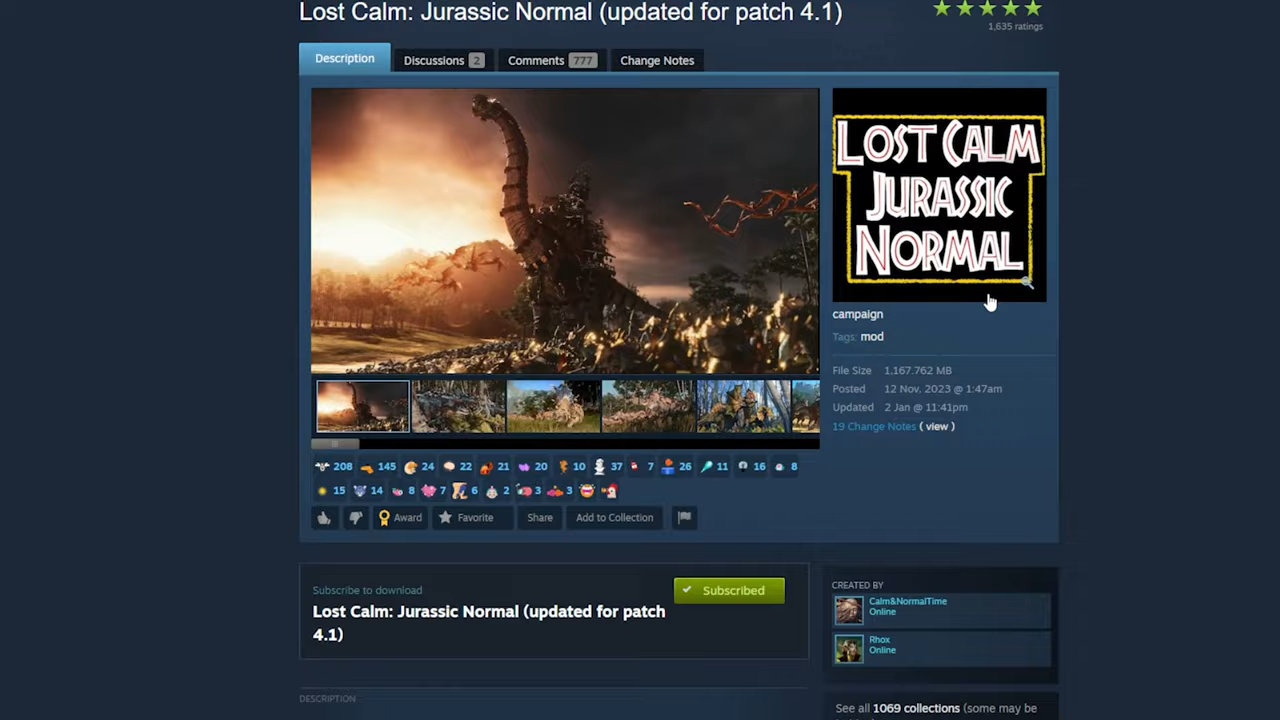 Lost Calm: Jurassic Normal (updated for patch 4.1)
1,635 ratings
Description
Discussions 2
Comments 777
Change Notes
LOST CALM
JURASSIC
NORMAL
campaign
Tags: mod
File Size 1,167.762 MB
Posted 12 Nov, 2023 @ 1:47am
Updated 2 Jan @ 11:41pm
19 Change Notes ( view )
208 145 24 22 21 20 10 37 7 26 11 16 8
15 14 8 7 6 2 3 3
Award
Favorite
Share
Add to Collection
Subscribe to download
Lost Calm: Jurassic Normal (updated for patch
4.1)
Subscribed
CREATED BY
Calm&NormalTime
Online
Rhox
Online
DESCRIPTION
See all 1069 collections (some may be